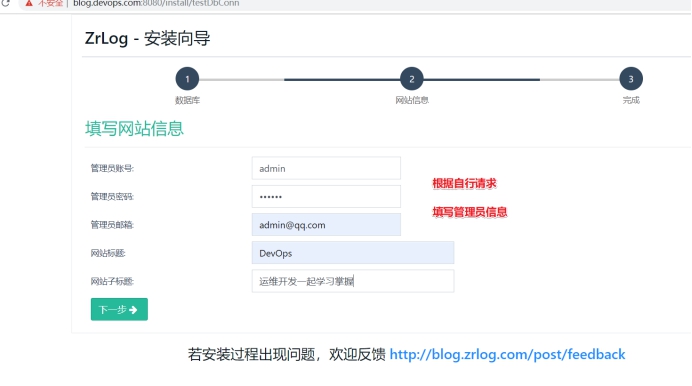 不安全 | blog.devops.com:8080/install/testDbConn
ZrLog - 安装向导
1 2 3
数据库 网站信息 完成
填写网站信息
管理员账号: admin
根据自行请求
管理员密码: ••••••
填写管理员信息
管理员邮箱: admin@qq.com
网站标题: DevOps
网站子标题: 运维开发一起学习掌握
下一步
若安装过程出现问题，欢迎反馈 http://blog.zrlog.com/post/feedback